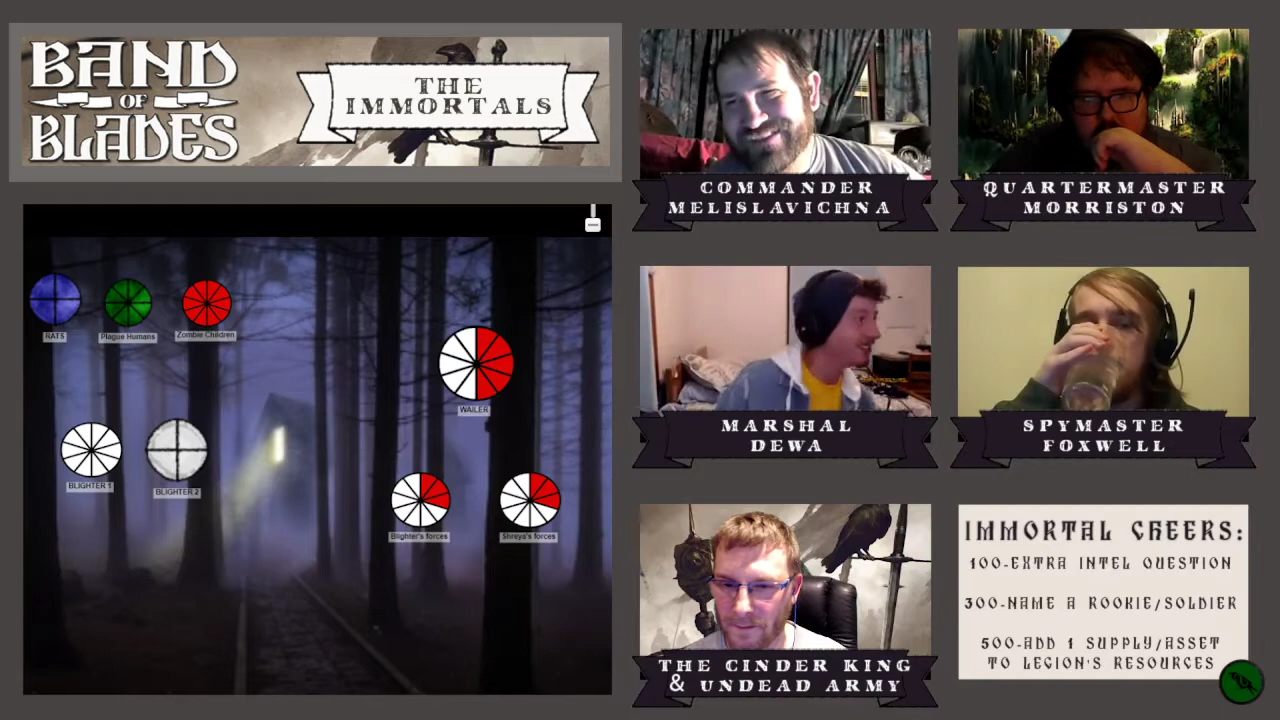 BAND
OF
BLADES
THE
IMMORTALS
COMMANDER
MELISLAVICHNA
QUARTERMASTER
MORRISTON
RATS
Plague Humans
Zombie Children
WAILER
BLIGHTER 1
BLIGHTER 2
Blighter's forces
Shreya's forces
MARSHAL
DEWA
SPYMASTER
FOXWELL
THE CINDER KING
& UNDEAD ARMY
IMMORTAL CHEERS:
100-EXTRA INTEL QUESTION
300-NAME A ROOKIE/SOLDIER
500-ADD 1 SUPPLY/ASSET
TO LEGION'S RESOURCES